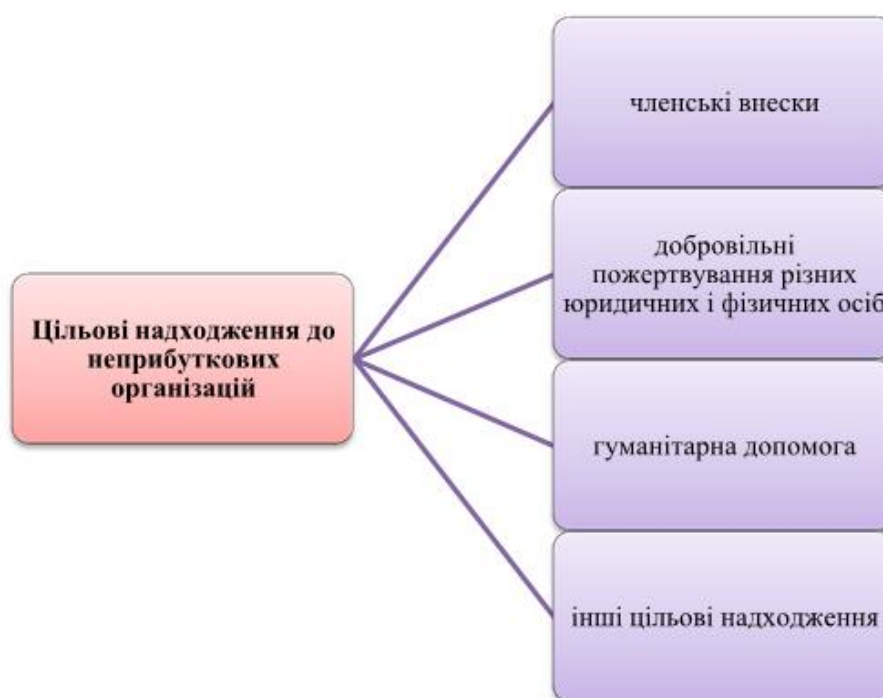 Цільові надходження до
неприбуткових
організацій
членські внески
добровільні
пожертвування різних
юридичних і фізичних осіб
гуманітарна допомога
інші цільові надходження